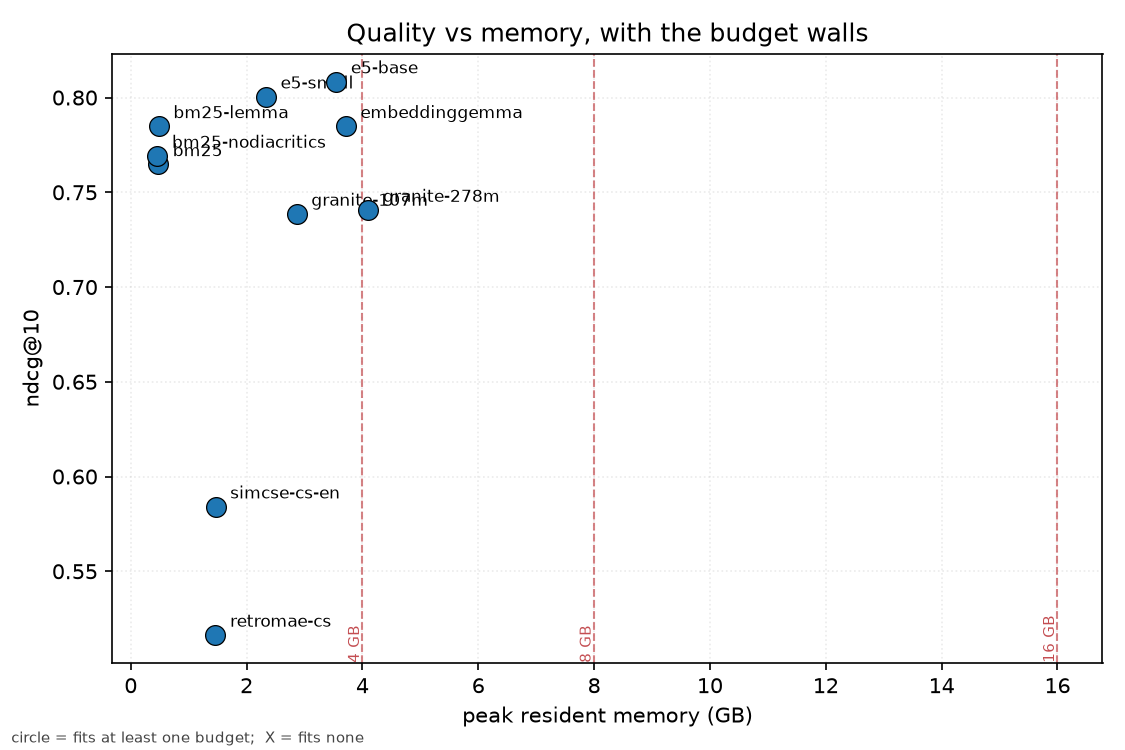 Quality vs memory, with the budget walls
e5-base
e5-small
0.80
bm25-lemma
embeddinggemma
bm25-nodiacritics
bm25
0.75
granite-107m
granite-278m
0.70
ndcg@10
0.65
0.60
simcse-cs-en
0.55
retromae-cs
4 GB
8 GB
16 GB
0 2 4 6 8 10 12 14 16
peak resident memory (GB)
circle = fits at least one budget; X = fits none